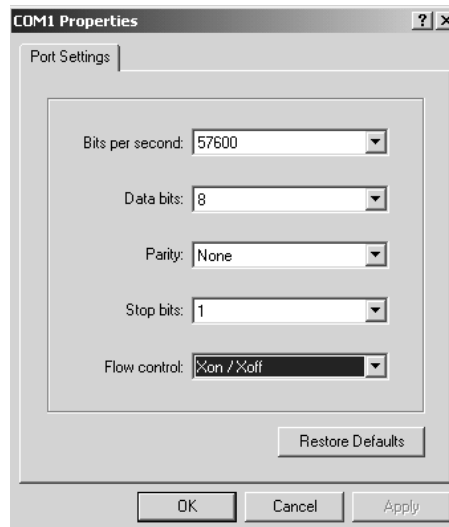 COM1 Properties
Port Settings
Bits per second: 57600
Data bits: 8
Parity: None
Stop bits: 1
Flow control: Xon / Xoff
Restore Defaults
OK Cancel Apply